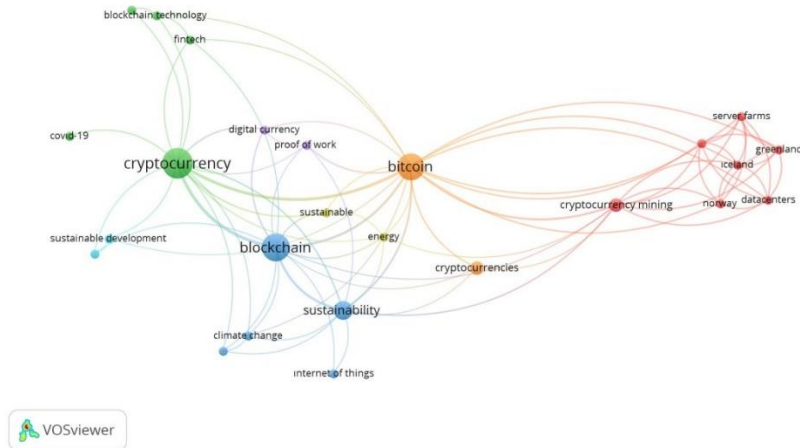 blockchain technology
fintech
server farms
covid-19
digital currency
greenland
proof of work
cryptocurrency
bitcoin
iceland
cryptocurrency mining
norway
datacenters
sustainable
sustainable development
energy
blockchain
cryptocurrencies
sustainability
climate change
internet of things
VOSviewer